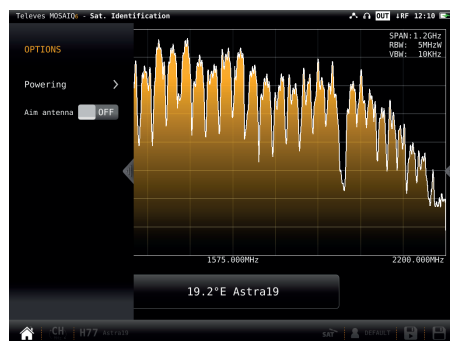 Televes MOSAIQ6 - Sat. Identification
OUT ↓RF 12:10
SPAN:1.2GHz
RBW: 5MHzW
VBW: 10KHz
OPTIONS
Powering >
Aim antenna OFF
1575.000MHz 2200.000MHz
19.2°E Astra19
CH H77 Astra19 SAT DEFAULT